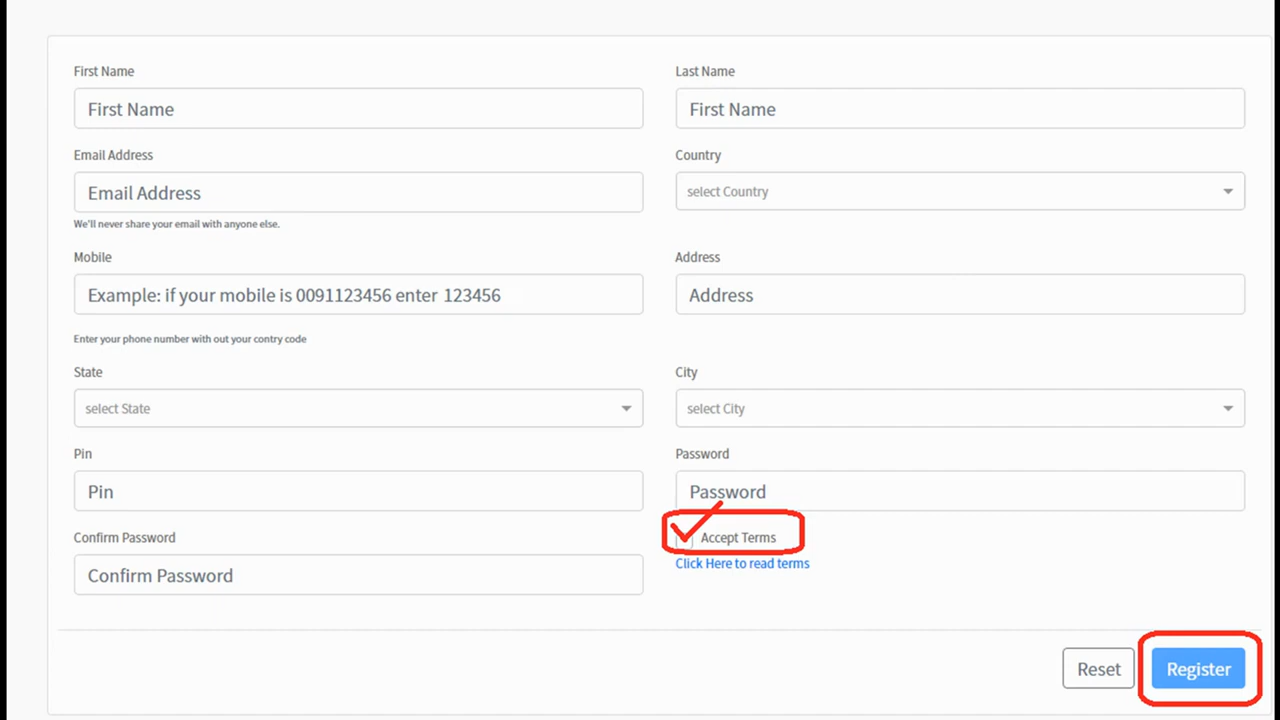 First Name
Last Name
First Name
First Name
Email Address
Country
Email Address
select Country
We'll never share your email with anyone else.
Mobile
Address
Example: if your mobile is 0091123456 enter 123456
Address
Enter your phone number with out your contry code
State
City
select State
select City
Pin
Password
Pin
Password
Confirm Password
Accept Terms
Confirm Password
Click Here to read terms
Reset
Register